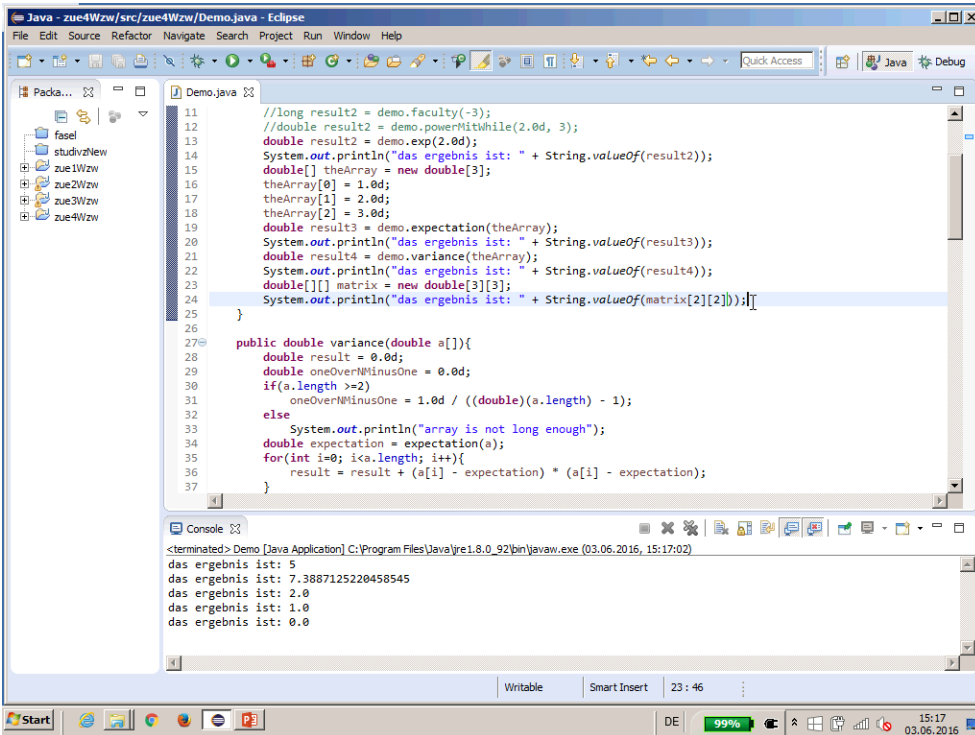 Java - zue4Wzw/src/zue4Wzw/Demo.java - Eclipse
File Edit Source Refactor Navigate Search Project Run Window Help
Quick Access
Java
Debug
Packa...
fasel
studivzNew
zue1Wzw
zue2Wzw
zue3Wzw
zue4Wzw
Demo.java
11 //long result2 = demo.faculty(-3);
12 //double result2 = demo.powerMitWhile(2.0d, 3);
13 double result2 = demo.exp(2.0d);
14 System.out.println("das ergebnis ist: " + String.valueOf(result2));
15 double[] theArray = new double[3];
16 theArray[0] = 1.0d;
17 theArray[1] = 2.0d;
18 theArray[2] = 3.0d;
19 double result3 = demo.expectation(theArray);
20 System.out.println("das ergebnis ist: " + String.valueOf(result3));
21 double result4 = demo.variance(theArray);
22 System.out.println("das ergebnis ist: " + String.valueOf(result4));
23 double[][] matrix = new double[3][3];
24 System.out.println("das ergebnis ist: " + String.valueOf(matrix[2][2]));
25 }
26
27 public double variance(double a[]){
28 double result = 0.0d;
29 double oneOverNMinusOne = 0.0d;
30 if(a.length >=2)
31 oneOverNMinusOne = 1.0d / ((double)(a.length) - 1);
32 else
33 System.out.println("array is not long enough");
34 double expectation = expectation(a);
35 for(int i=0; i<a.length; i++){
36 result = result + (a[i] - expectation) * (a[i] - expectation);
37 }
Console
<terminated> Demo [Java Application] C:\Program Files\Java\jre1.8.0_92\bin\javaw.exe (03.06.2016, 15:17:02)
das ergebnis ist: 5
das ergebnis ist: 7.3887125220458545
das ergebnis ist: 2.0
das ergebnis ist: 1.0
das ergebnis ist: 0.0
Writable Smart Insert 23 : 46
Start
DE
99%
15:17
03.06.2016